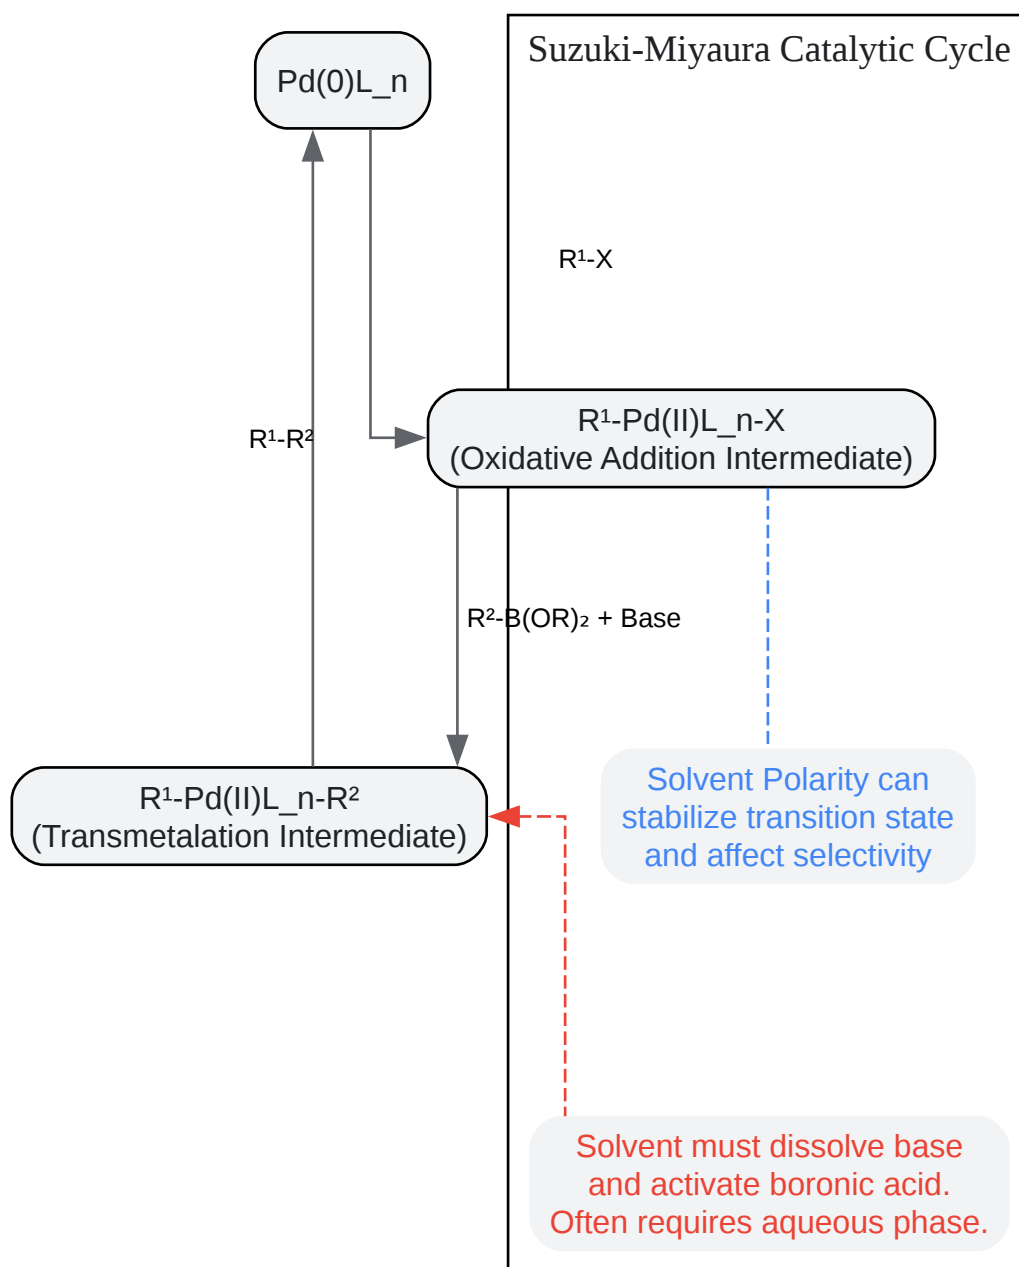 Suzuki-Miyaura Catalytic Cycle
Pd(0)L_n
R¹-X
R¹-Pd(II)L_n-X
(Oxidative Addition Intermediate)
R¹-R²
R²-B(OR)₂ + Base
R¹-Pd(II)L_n-R²
(Transmetalation Intermediate)
Solvent Polarity can
stabilize transition state
and affect selectivity
Solvent must dissolve base
and activate boronic acid.
Often requires aqueous phase.